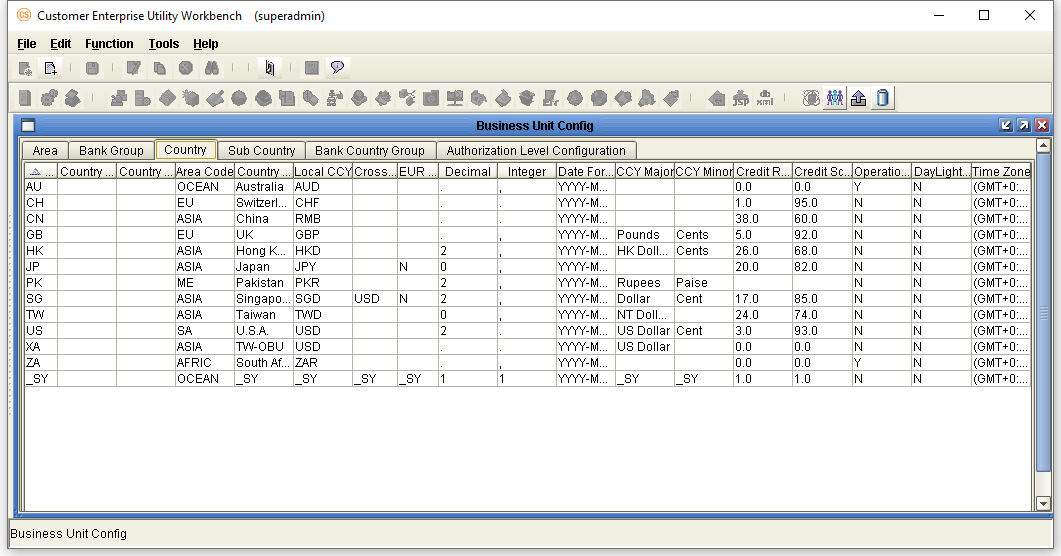 Customer Enterprise Utility Workbench (superadmin)
File Edit Function Tools Help
Business Unit Config
Area Bank Group Country Sub Country Bank Country Group Authorization Level Configuration
... Country ... Country ... Area Code Country ... Local CCY Cross... EUR ... Decimal Integer Date For... CCY Major CCY Minor Credit R... Credit Sc... Operatio... DayLight... Time Zone
AU OCEAN Australia AUD . , YYYY-M... 0.0 0.0 Y N (GMT+0:...
CH EU Switzerl... CHF . , YYYY-M... 1.0 95.0 N N (GMT+0:...
CN ASIA China RMB . , YYYY-M... 38.0 60.0 N N (GMT+0:...
GB EU UK GBP . , YYYY-M... Pounds Cents 5.0 92.0 N N (GMT+0:...
HK ASIA Hong K... HKD 2 , YYYY-M... HK Doll... Cents 26.0 68.0 N N (GMT+0:...
JP ASIA Japan JPY N 0 , YYYY-M... 20.0 82.0 N N (GMT+0:...
PK ME Pakistan PKR 2 . YYYY-M... Rupees Paise N N (GMT+0:...
SG ASIA Singapo... SGD USD N 2 , YYYY-M... Dollar Cent 17.0 85.0 N N (GMT+0:...
TW ASIA Taiwan TWD 0 , YYYY-M... NT Doll... 24.0 74.0 N N (GMT+0:...
US SA U.S.A. USD 2 . YYYY-M... US Dollar Cent 3.0 93.0 N N (GMT+0:...
XA ASIA TW-OBU USD . , YYYY-M... US Dollar 0.0 0.0 N N (GMT+0:...
ZA AFRIC South Af... ZAR . , YYYY-M... 0.0 0.0 Y N (GMT+0:...
_SY OCEAN _SY _SY _SY _SY 1 1 YYYY-M... _SY _SY 1.0 1.0 N N (GMT+0:...
Business Unit Config